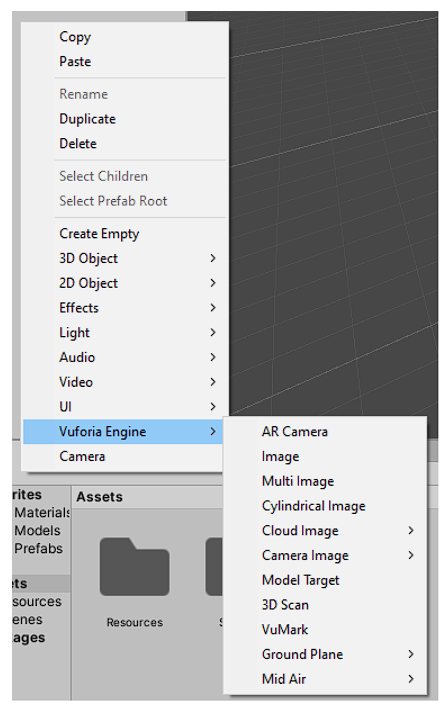 Copy
Paste
Rename
Duplicate
Delete
Select Children
Select Prefab Root
Create Empty
3D Object
2D Object
Effects
Light
Audio
Video
UI
Vuforia Engine
Camera
AR Camera
Image
Multi Image
Cylindrical Image
Cloud Image
Camera Image
Model Target
3D Scan
VuMark
Ground Plane
Mid Air
rites
Materials
Models
Prefabs
ets
sources
enes
ages
Assets
Resources
S